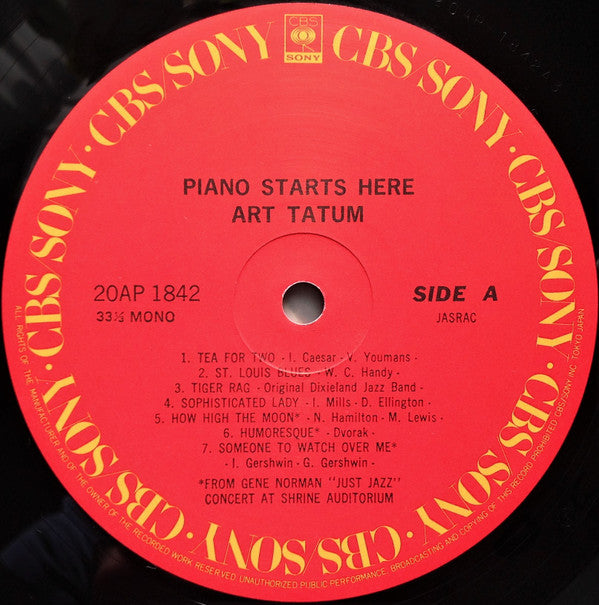 CBS
SONY
CBS/SONY · CBS/SONY · CBS/SONY · CBS/SONY · CBS/SONY · CBS/SONY · CBS/SONY · CBS/SONY
PIANO STARTS HERE
ART TATUM
20AP 1842
33⅓ MONO
SIDE A
JASRAC
1. TEA FOR TWO - I. Caesar - V. Youmans -
2. ST. LOUIS BLUES - W. C. Handy -
3. TIGER RAG - Original Dixieland Jazz Band -
4. SOPHISTICATED LADY - I. Mills - D. Ellington -
5. HOW HIGH THE MOON* - N. Hamilton - M. Lewis -
6. HUMORESQUE* - Dvorak -
7. SOMEONE TO WATCH OVER ME*
- I. Gershwin - G. Gershwin -
*FROM GENE NORMAN "JUST JAZZ"
CONCERT AT SHRINE AUDITORIUM
ALL RIGHTS OF THE MANUFACTURER AND OF THE OWNER OF THE RECORDED WORK RESERVED. UNAUTHORIZED PUBLIC PERFORMANCE, BROADCASTING AND COPYING OF THIS RECORD PROHIBITED CBS/SONY INC. TOKYO JAPAN